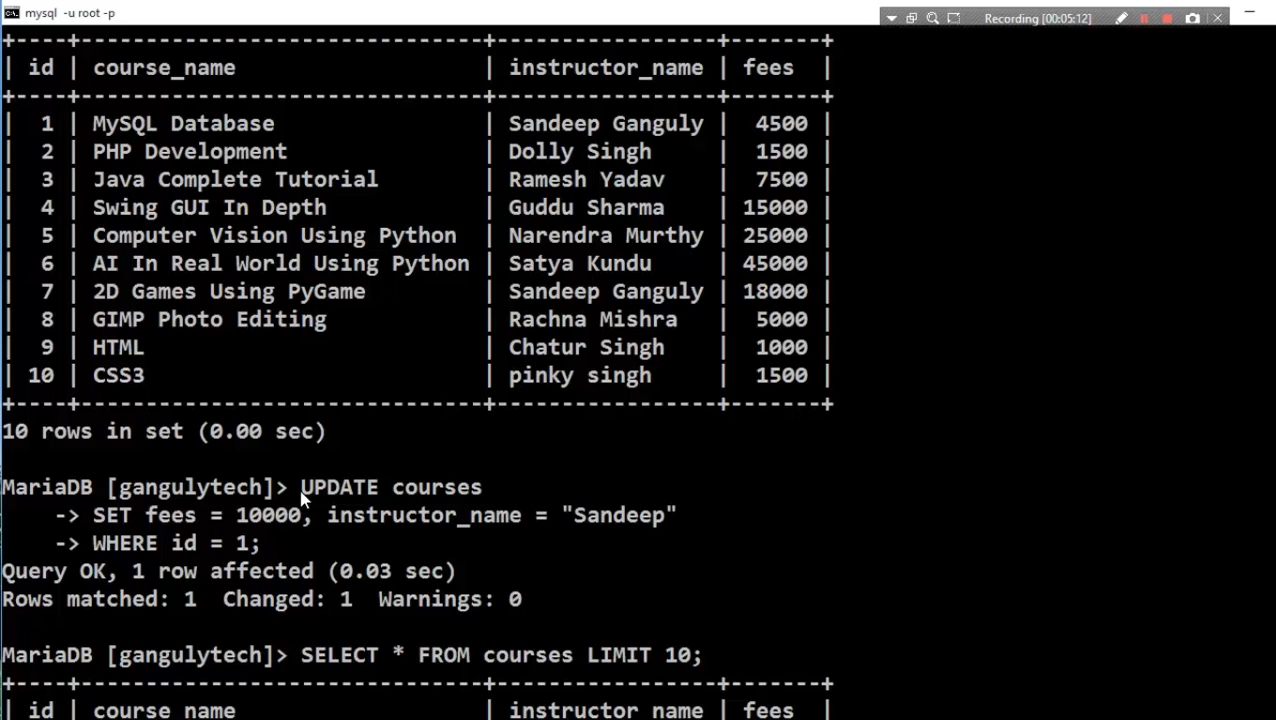 mysql -u root -p
Recording [00:05:12]
+----+-------------------------------+------------------+-------+
| id | course_name                   | instructor_name | fees  |
+----+-------------------------------+------------------+-------+
|  1 | MySQL Database                | Sandeep Ganguly |  4500 |
|  2 | PHP Development               | Dolly Singh     |  1500 |
|  3 | Java Complete Tutorial        | Ramesh Yadav    |  7500 |
|  4 | Swing GUI In Depth            | Guddu Sharma    | 15000 |
|  5 | Computer Vision Using Python  | Narendra Murthy | 25000 |
|  6 | AI In Real World Using Python | Satya Kundu     | 45000 |
|  7 | 2D Games Using PyGame         | Sandeep Ganguly | 18000 |
|  8 | GIMP Photo Editing            | Rachna Mishra   |  5000 |
|  9 | HTML                          | Chatur Singh    |  1000 |
| 10 | CSS3                          | pinky singh     |  1500 |
+----+-------------------------------+-----------------+-------+
10 rows in set (0.00 sec)
MariaDB [gangulytech]> UPDATE courses
    -> SET fees = 10000, instructor_name = "Sandeep"
    -> WHERE id = 1;
Query OK, 1 row affected (0.03 sec)
Rows matched: 1  Changed: 1  Warnings: 0
MariaDB [gangulytech]> SELECT * FROM courses LIMIT 10;
+----+-------------------------------+-----------------+-------+
| id | course_name                   | instructor_name | fees  |